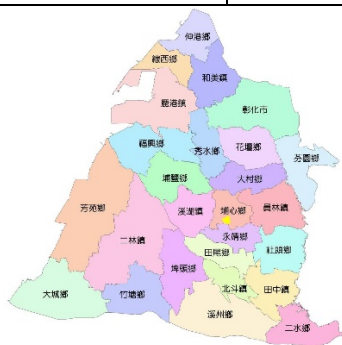 伸港鄉
線西鄉
和美鎮
鹿港鎮
彰化市
福興鄉
秀水鄉
花壇鄉
芬園鄉
埔鹽鄉
大村鄉
芳苑鄉
溪湖鎮
埔心鄉
員林鎮
永靖鄉
二林鎮
田尾鄉
社頭鄉
埤頭鄉
北斗鎮
田中鎮
大城鄉
竹塘鄉
溪州鄉
二水鄉